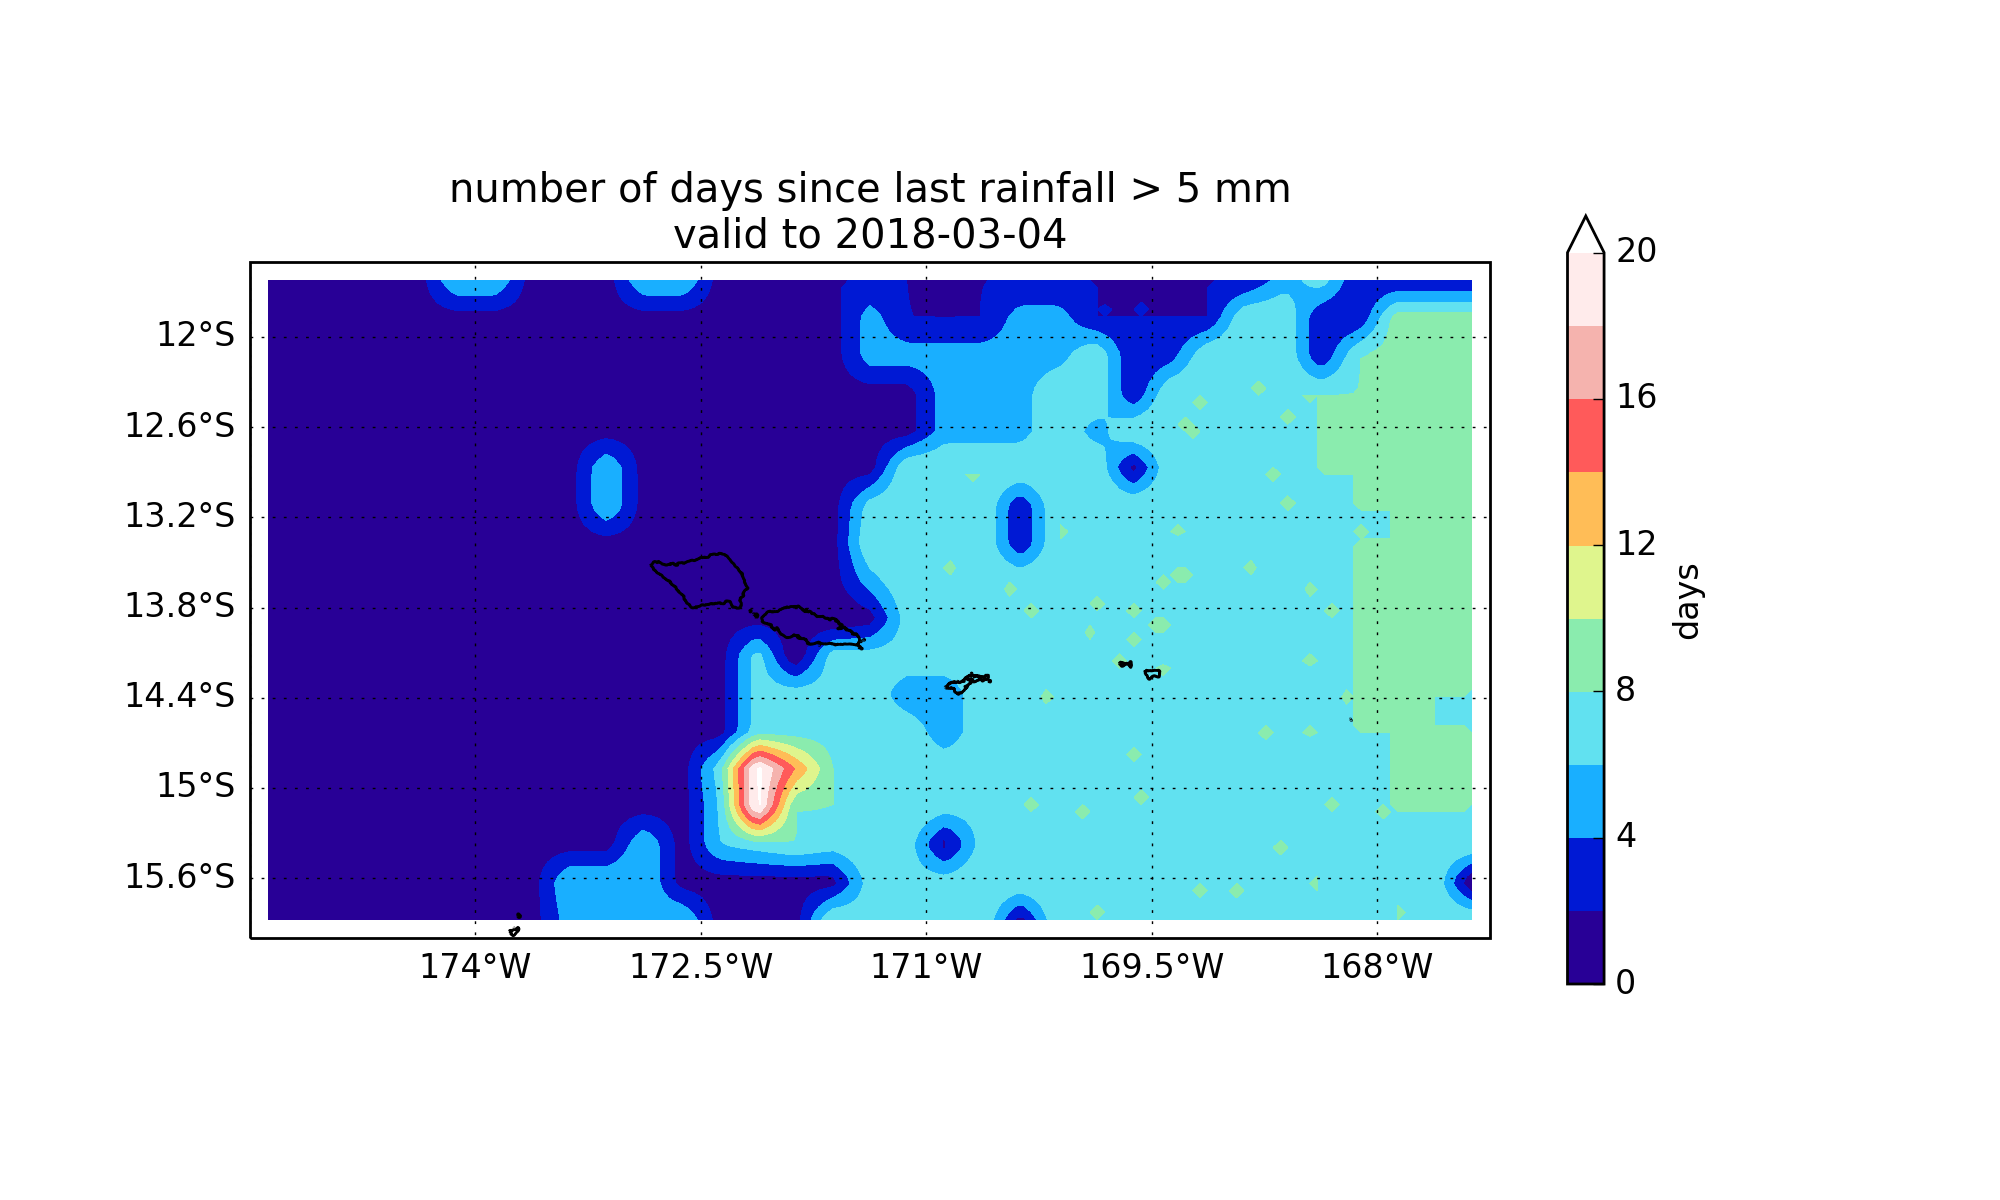 number of days since last rainfall > 5 mm
valid to 2018-03-04
12°S
12.6°S
13.2°S
13.8°S
14.4°S
15°S
15.6°S
174°W
172.5°W
171°W
169.5°W
168°W
20
16
12
8
4
0
days